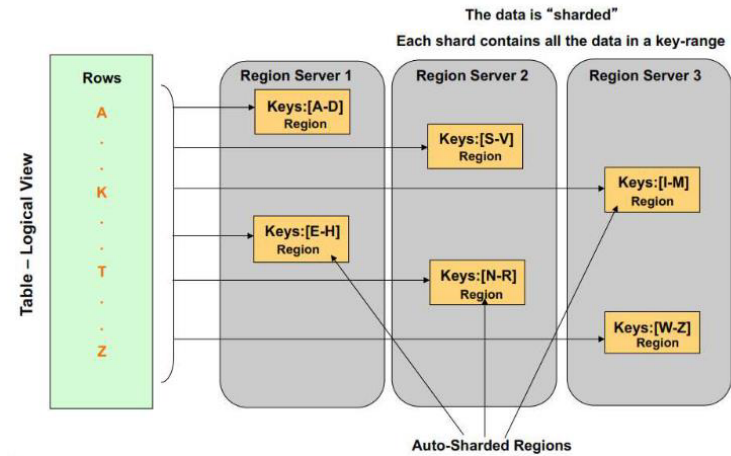 The data is “sharded”
Each shard contains all the data in a key-range
Table – Logical View
Rows
A
.
.
K
.
.
T
.
.
Z
Region Server 1
Keys:[A-D]
Region
Keys:[E-H]
Region
Region Server 2
Keys:[S-V]
Region
Keys:[N-R]
Region
Region Server 3
Keys:[I-M]
Region
Keys:[W-Z]
Region
Auto-Sharded Regions